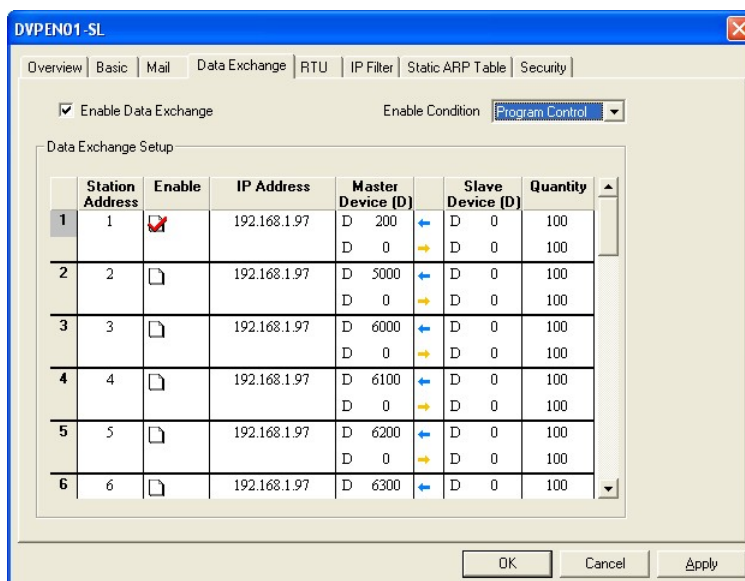 DVPEN01-SL
Overview Basic Mail Data Exchange RTU IP Filter Static ARP Table Security
Enable Data Exchange Enable Condition Program Control
Data Exchange Setup
Station Address Enable IP Address Master Device (D) Slave Device (D) Quantity
1 1 192.168.1.97 D 200 D 0 100
D 0 D 0 100
2 2 192.168.1.97 D 5000 D 0 100
D 0 D 0 100
3 3 192.168.1.97 D 6000 D 0 100
D 0 D 0 100
4 4 192.168.1.97 D 6100 D 0 100
D 0 D 0 100
5 5 192.168.1.97 D 6200 D 0 100
D 0 D 0 100
6 6 192.168.1.97 D 6300 D 0 100
OK Cancel Apply